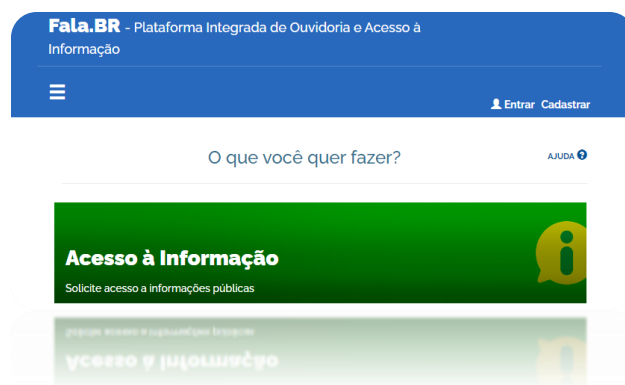 Fala.BR - Plataforma Integrada de Ouvidoria e Acesso à
Informação
Entrar Cadastrar
O que você quer fazer?
AJUDA
Acesso à Informação
Solicite acesso a informações públicas